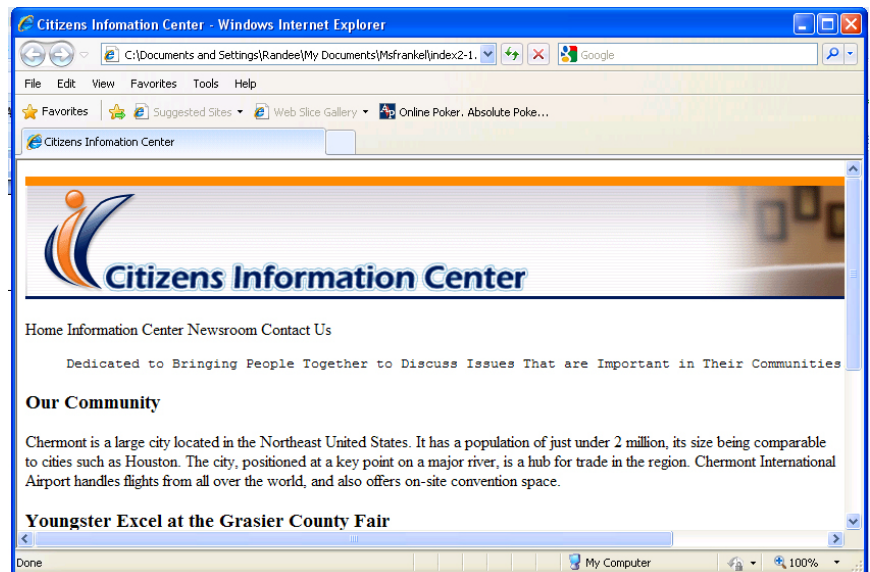 Citizens Infomation Center - Windows Internet Explorer
C:\Documents and Settings\Randee\My Documents\Msfrankel\index2-1.
Google
File Edit View Favorites Tools Help
Favorites Suggested Sites Web Slice Gallery Online Poker. Absolute Poke...
Citizens Infomation Center
Citizens Information Center
Home Information Center Newsroom Contact Us
Dedicated to Bringing People Together to Discuss Issues That are Important in Their Communities
Our Community
Chermont is a large city located in the Northeast United States. It has a population of just under 2 million, its size being comparable
to cities such as Houston. The city, positioned at a key point on a major river, is a hub for trade in the region. Chermont International
Airport handles flights from all over the world, and also offers on-site convention space.
Youngster Excel at the Grasier County Fair
Done My Computer 100%